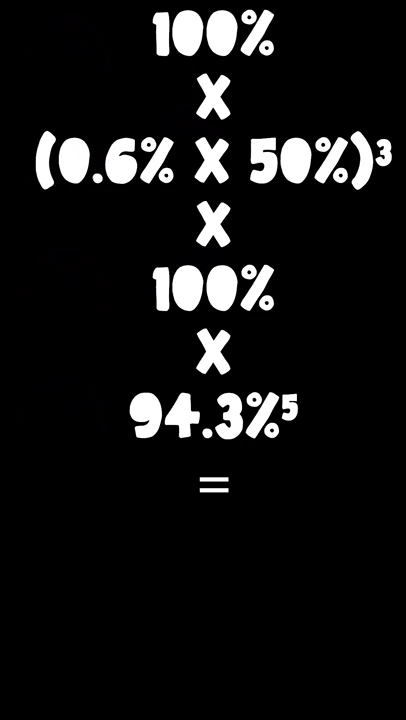 100%
X
(0.6% X 50%)³
X
100%
X
94.3%⁵
=